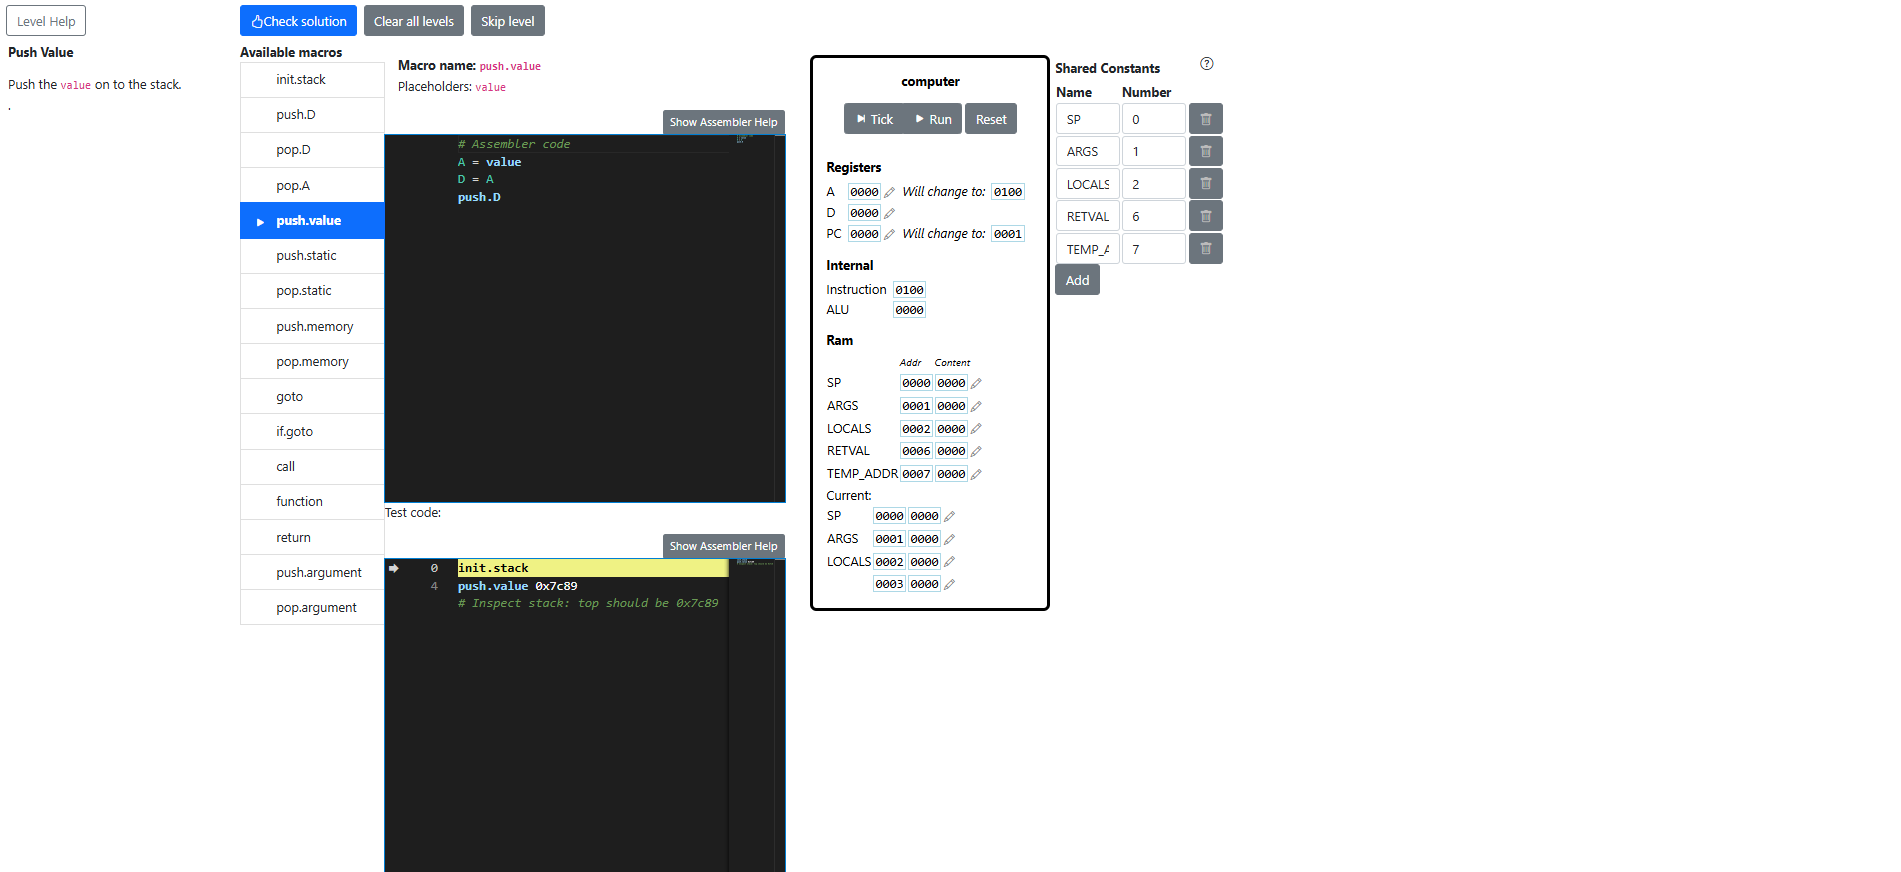 Level Help
Check solution
Clear all levels
Skip level
Push Value
Push the value on to the stack.
.
Available macros
init.stack
push.D
pop.D
pop.A
push.value
push.static
pop.static
push.memory
pop.memory
goto
if.goto
call
function
return
push.argument
pop.argument
Macro name: push.value
Placeholders: value
Show Assembler Help
# Assembler code
A = value
D = A
push.D
Test code:
Show Assembler Help
0 init.stack
4 push.value 0x7c89
# Inspect stack: top should be 0x7c89
computer
Tick
Run
Reset
Registers
A 0000 Will change to: 0100
D 0000
PC 0000 Will change to: 0001
Internal
Instruction 0100
ALU 0000
Ram
Addr Content
SP 0000 0000
ARGS 0001 0000
LOCALS 0002 0000
RETVAL 0006 0000
TEMP_ADDR 0007 0000
Current:
SP 0000 0000
ARGS 0001 0000
LOCALS 0002 0000
0003 0000
Shared Constants
Name Number
SP 0
ARGS 1
LOCALS 2
RETVAL 6
TEMP_A 7
Add